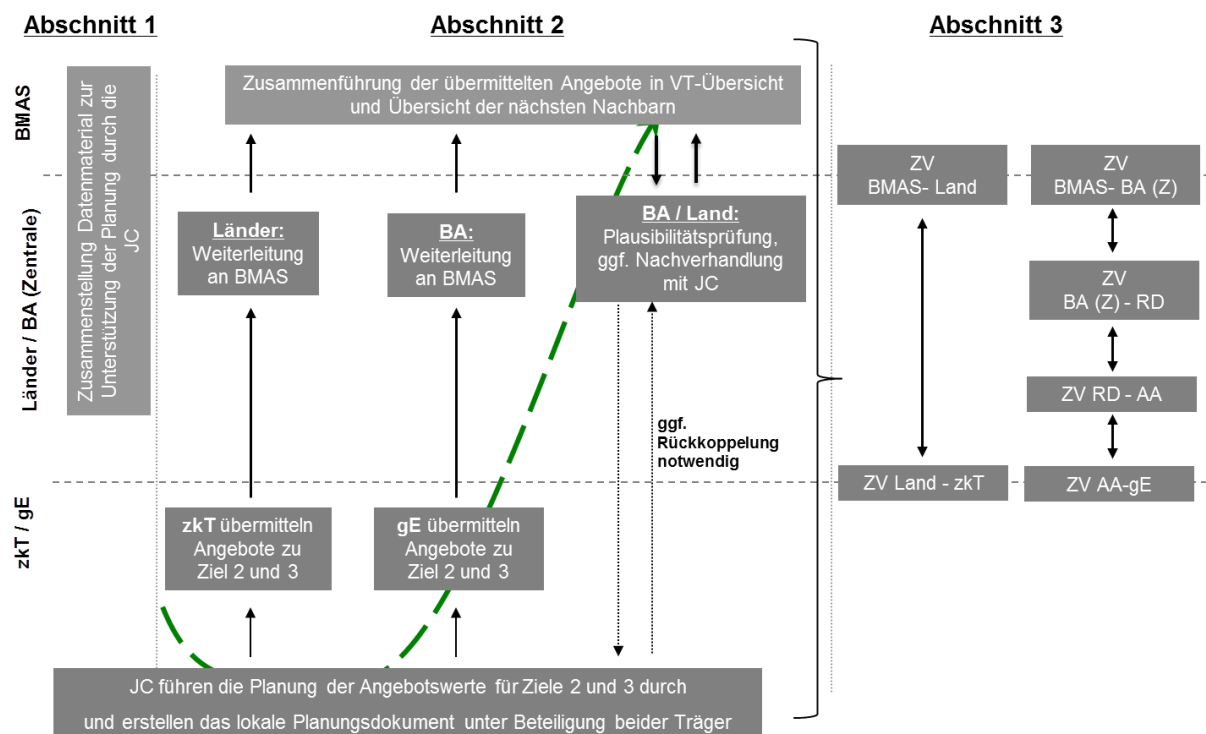 Abschnitt 1
Abschnitt 2
Abschnitt 3
BMAS
Länder / BA (Zentrale)
zkT / gE
Zusammenstellung Datenmaterial zur
Unterstützung der Planung durch die
JC
Zusammenführung der übermittelten Angebote in VT-Übersicht
und Übersicht der nächsten Nachbarn
Länder:
Weiterleitung
an BMAS
BA:
Weiterleitung
an BMAS
BA / Land:
Plausibilitätsprüfung,
ggf. Nachverhandlung
mit JC
ggf.
Rückkoppelung
notwendig
zkT übermitteln
Angebote zu
Ziel 2 und 3
gE übermitteln
Angebote zu
Ziel 2 und 3
JC führen die Planung der Angebotswerte für Ziele 2 und 3 durch
und erstellen das lokale Planungsdokument unter Beteiligung beider Träger
ZV
BMAS- Land
ZV
BMAS- BA (Z)
ZV
BA (Z) - RD
ZV RD - AA
ZV Land - zkT
ZV AA-gE